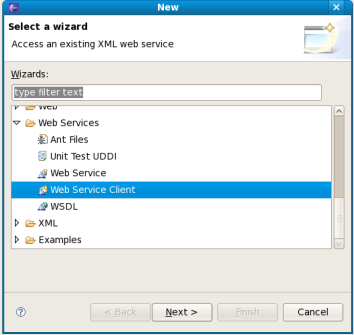 New
Select a wizard
Access an existing XML web service
Wizards:
type filter text
Web
Web Services
Ant Files
Unit Test UDDI
Web Service
Web Service Client
WSDL
XML
Examples
< Back
Next >
Finish
Cancel